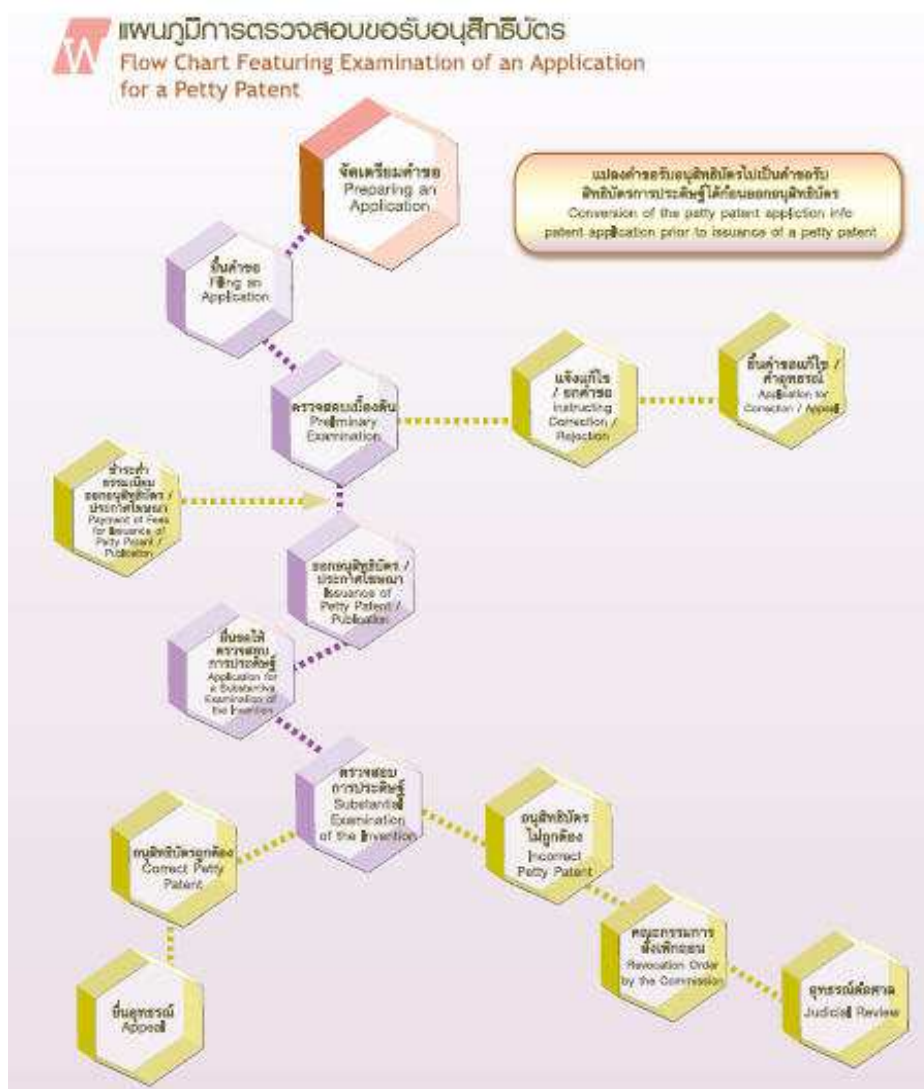 W
แผนภูมิการตรวจสอบขอรับอนุสิทธิบัตร
Flow Chart Featuring Examination of an Application
for a Petty Patent
จัดเตรียมคำขอ
Preparing an
Application
แปลงคำขอรับอนุสิทธิบัตรไปเป็นคำขอรับ
สิทธิบัตรการประดิษฐ์ได้ก่อนออกอนุสิทธิบัตร
Conversion of the petty patent appliction info
patent application prior to issuance of a petty patent
ยื่นคำขอ
Filing an
Application
ตรวจสอบเบื้องต้น
Preliminary
Examination
แจ้งแก้ไข
/ ยกคำขอ
Instructing
Correction /
Rejection
ยื่นคำขอแก้ไข /
คำอุทธรณ์
Application for
Correction / Appeal
ชำระค่า
ธรรมเนียม
ออกอนุสิทธิบัตร /
ประกาศโฆษณา
Payment of Fees
for Issuance of
Petty Patent /
Publication
ออกอนุสิทธิบัตร /
ประกาศโฆษณา
Issuance of
Petty Patent /
Publication
ยื่นขอให้
ตรวจสอบ
การประดิษฐ์
Application for
a Substantive
Examination of
the Invention
ตรวจสอบ
การประดิษฐ์
Substantial
Examination
of the Invention
อนุสิทธิบัตรถูกต้อง
Correct Petty
Patent
อนุสิทธิบัตร
ไม่ถูกต้อง
Incorrect
Petty Patent
คณะกรรมการ
สั่งเพิกถอน
Revocation Order
by the Commission
ยื่นอุทธรณ์
Appeal
อุทธรณ์ต่อศาล
Judicial Review